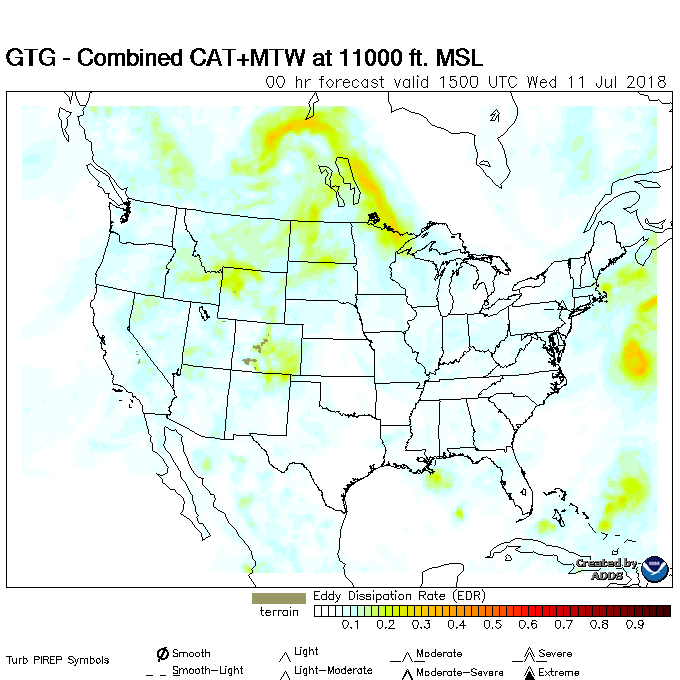 GTG - Combined CAT+MTW at 11000 ft. MSL
00 hr forecast valid 1500 UTC Wed 11 Jul 2018
Created by
ADDS
NOAA
Eddy Dissipation Rate (EDR)
terrain
0.1 0.2 0.3 0.4 0.5 0.6 0.7 0.8 0.9
Turb PIREP Symbols
Smooth Light Moderate Severe
Smooth-Light Light-Moderate Moderate-Severe Extreme